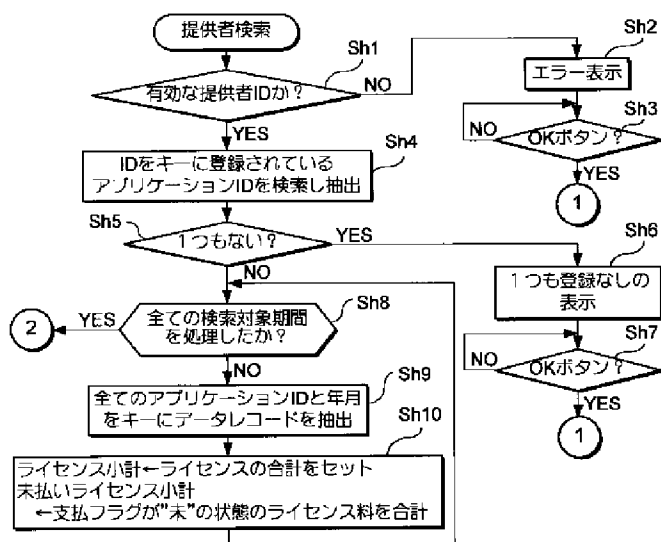 提供者検索
Sh1
有効な提供者IDか？
NO
YES
Sh2
エラー表示
Sh3
NO
OKボタン？
YES
1
Sh4
IDをキーに登録されている
アプリケーションIDを検索し抽出
Sh5
1つもない？
YES
NO
Sh6
1つも登録なしの
表示
Sh7
NO
OKボタン？
YES
1
Sh8
全ての検索対象期間
を処理したか？
YES
2
NO
Sh9
全てのアプリケーションIDと年月
をキーにデータレコードを抽出
Sh10
ライセンス小計←ライセンスの合計をセット
未払いライセンス小計
←支払フラグが"未"の状態のライセンス料を合計